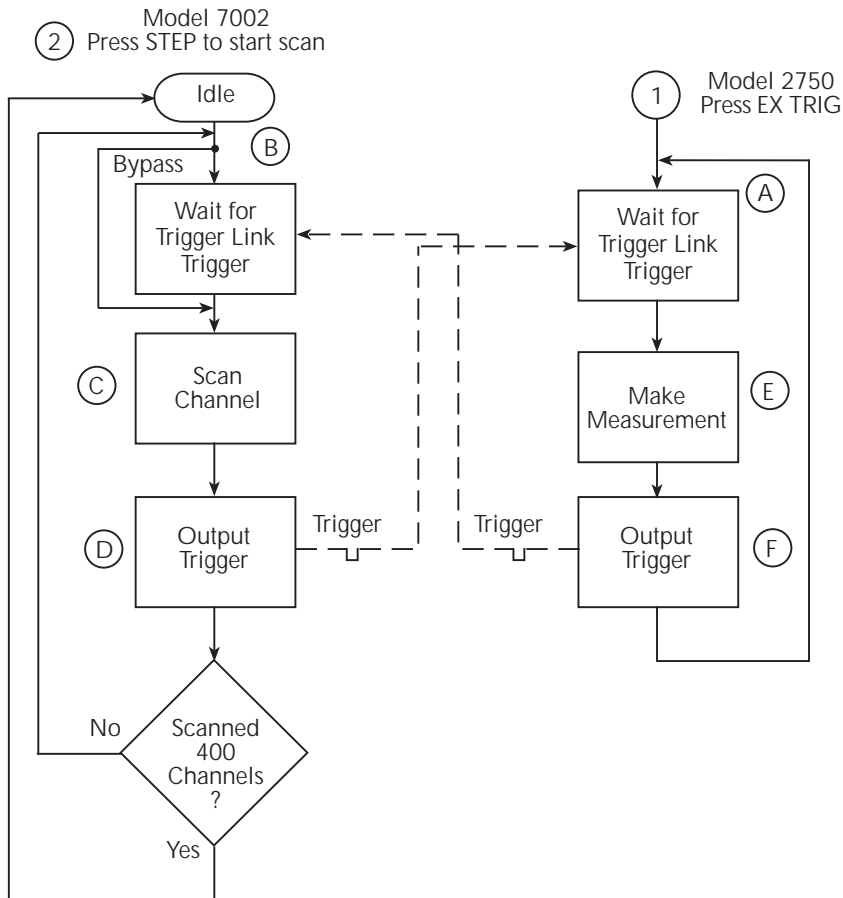 Model 7002
2 Press STEP to start scan
Idle
B
Bypass
Wait for
Trigger Link
Trigger
C
Scan
Channel
D
Output
Trigger
Trigger
No
Scanned
400
Channels
?
Yes
1
Model 2750
Press EX TRIG
A
Wait for
Trigger Link
Trigger
E
Make
Measurement
Trigger
Output
Trigger
F